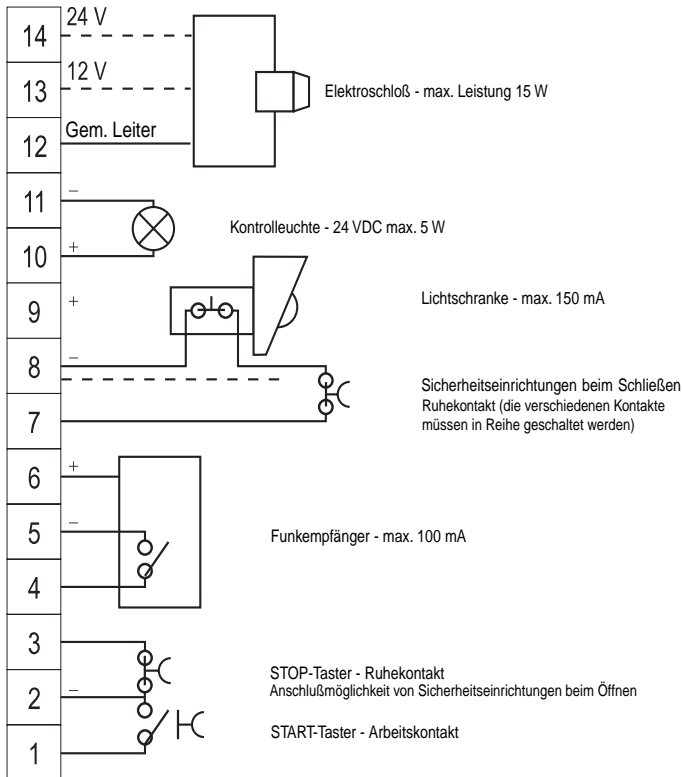 14
24 V
13
12 V
Elektroschloß - max. Leistung 15 W
12
Gem. Leiter
11
−
Kontrolleuchte - 24 VDC max. 5 W
10
+
9
+
Lichtschranke - max. 150 mA
8
−
Sicherheitseinrichtungen beim Schließen
Ruhekontakt (die verschiedenen Kontakte
müssen in Reihe geschaltet werden)
7
6
+
5
−
Funkempfänger - max. 100 mA
4
3
STOP-Taster - Ruhekontakt
Anschlußmöglichkeit von Sicherheitseinrichtungen beim Öffnen
2
−
START-Taster - Arbeitskontakt
1